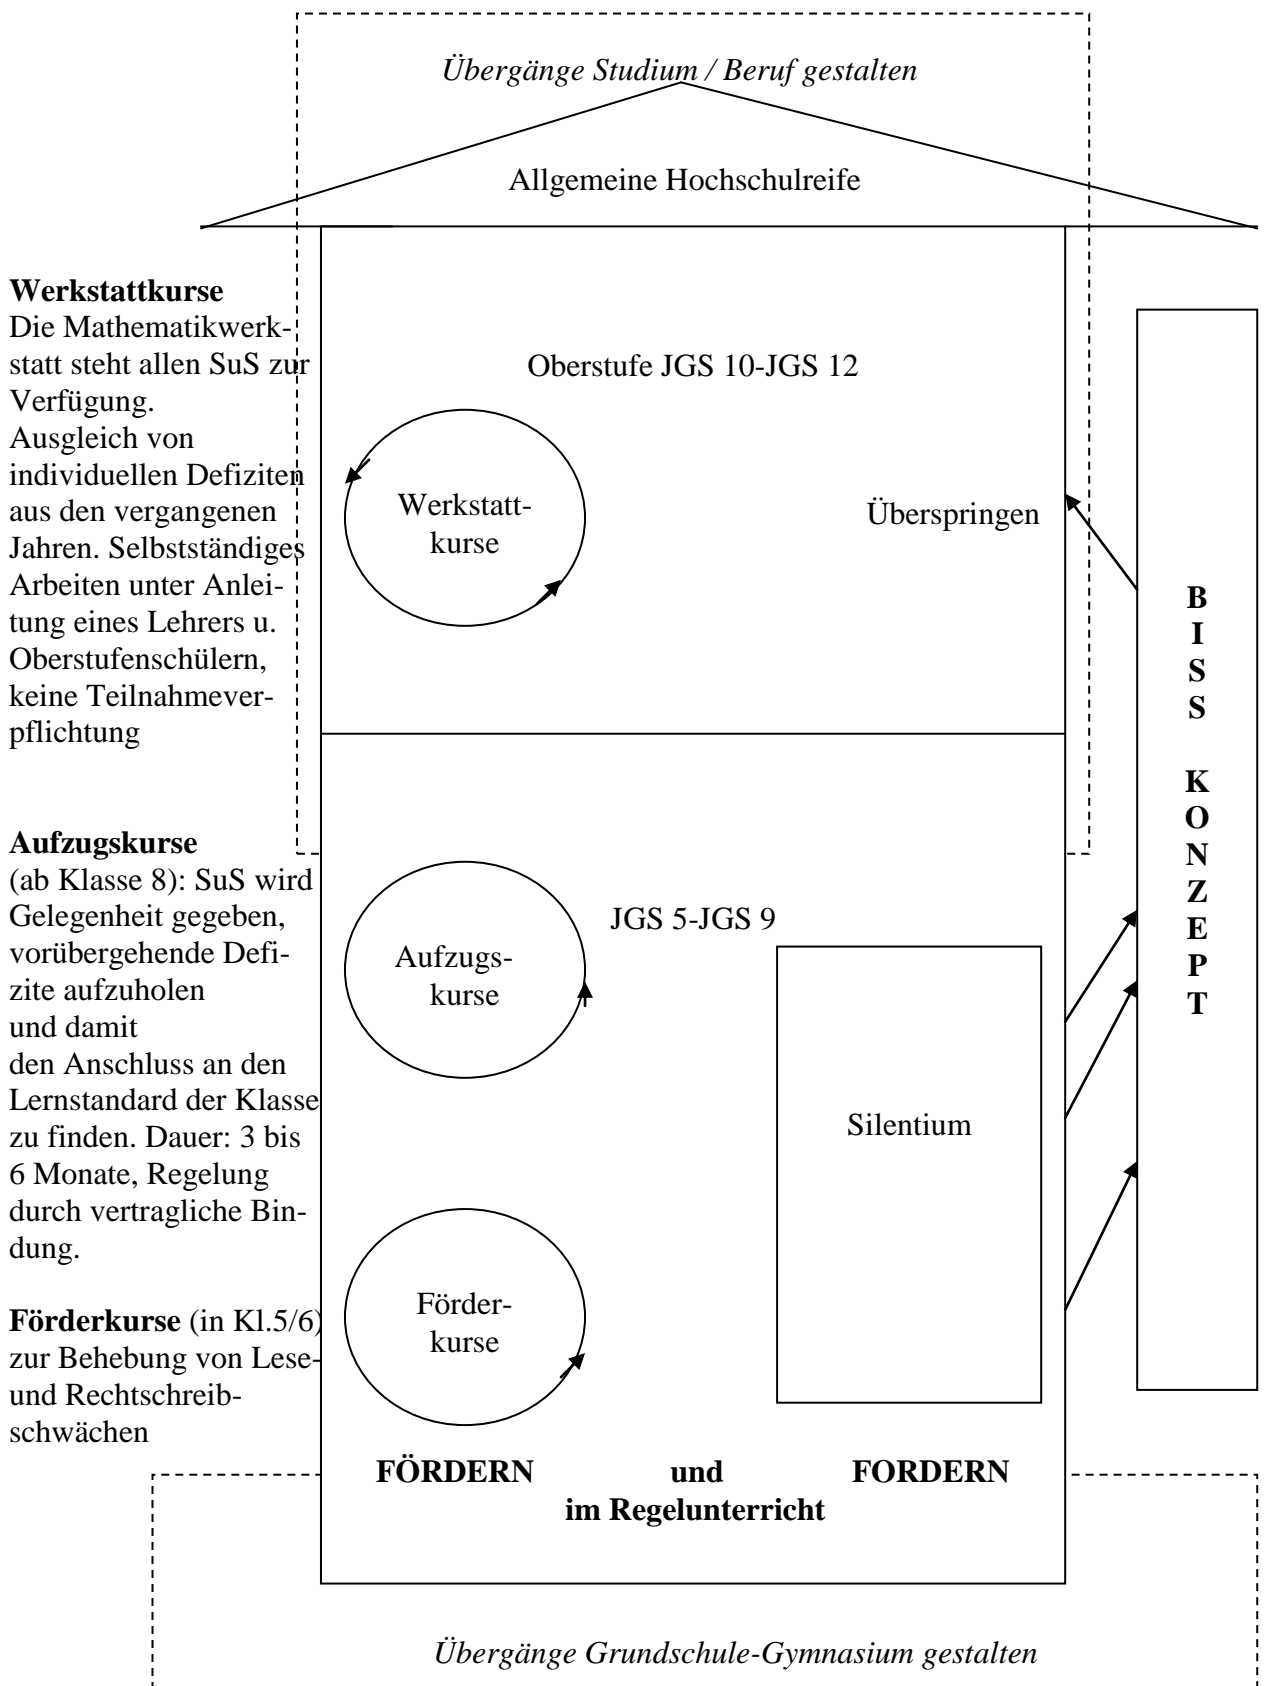 Übergänge Studium / Beruf gestalten
Allgemeine Hochschulreife
Werkstattkurse
Die Mathematikwerk-
statt steht allen SuS zur
Verfügung.
Ausgleich von
individuellen Defiziten
aus den vergangenen
Jahren. Selbstständiges
Arbeiten unter Anlei-
tung eines Lehrers u.
Oberstufenschülern,
keine Teilnahmever-
pflichtung
Oberstufe JGS 10-JGS 12
Werkstatt-
kurse
Überspringen
B
I
S
S
K
O
N
Z
E
P
T
Aufzugskurse
(ab Klasse 8): SuS wird
Gelegenheit gegeben,
vorübergehende Defi-
zite aufzuholen
und damit
den Anschluss an den
Lernstandard der Klasse
zu finden. Dauer: 3 bis
6 Monate, Regelung
durch vertragliche Bin-
dung.
JGS 5-JGS 9
Aufzugs-
kurse
Silentium
Förderkurse (in Kl.5/6)
zur Behebung von Lese-
und Rechtschreib-
schwächen
Förder-
kurse
FÖRDERN und FORDERN
im Regelunterricht
Übergänge Grundschule-Gymnasium gestalten